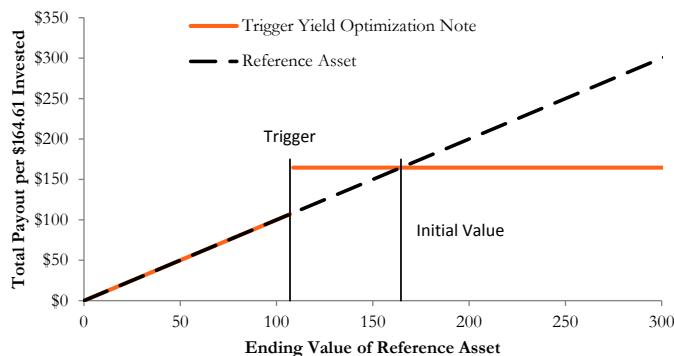 Trigger Yield Optimization Note
Reference Asset
Total Payout per $164.61 Invested
$350
$300
$250
$200
$150
$100
$50
$0
Trigger
Initial Value
0 50 100 150 200 250 300
Ending Value of Reference Asset